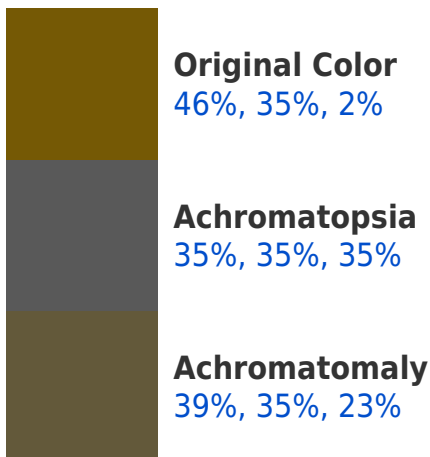 Original Color
46%, 35%, 2%
Achromatopsia
35%, 35%, 35%
Achromatomaly
39%, 35%, 23%